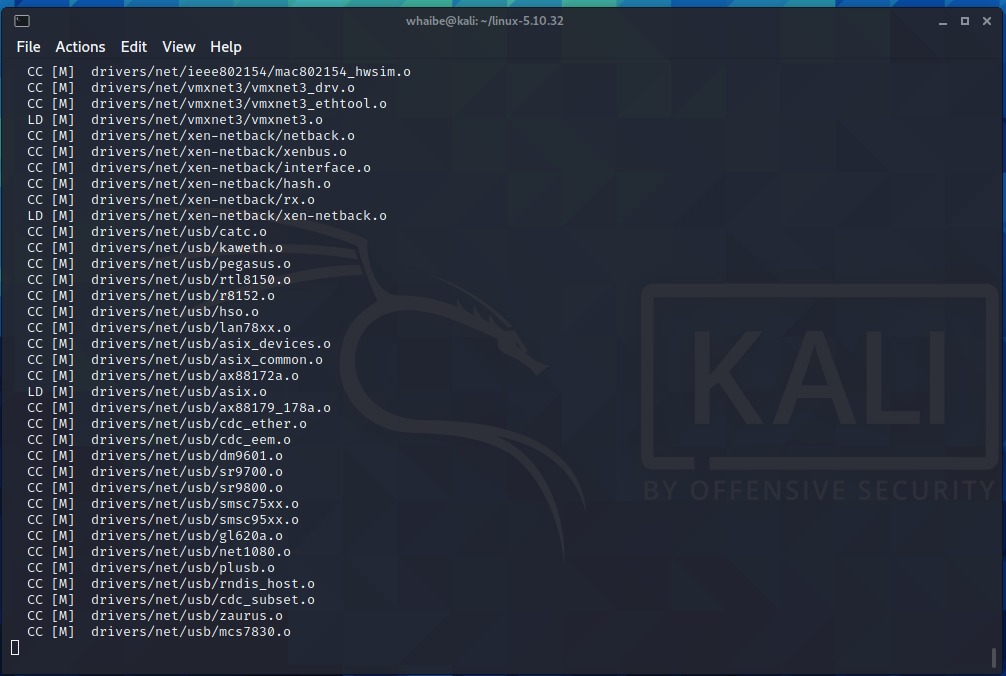 whaibe@kali: ~/linux-5.10.32
File Actions Edit View Help
CC [M] drivers/net/ieee802154/mac802154_hwsim.o
CC [M] drivers/net/vmxnet3/vmxnet3_drv.o
CC [M] drivers/net/vmxnet3/vmxnet3_ethtool.o
LD [M] drivers/net/vmxnet3/vmxnet3.o
CC [M] drivers/net/xen-netback/netback.o
CC [M] drivers/net/xen-netback/xenbus.o
CC [M] drivers/net/xen-netback/interface.o
CC [M] drivers/net/xen-netback/hash.o
CC [M] drivers/net/xen-netback/rx.o
LD [M] drivers/net/xen-netback/xen-netback.o
CC [M] drivers/net/usb/catc.o
CC [M] drivers/net/usb/kaweth.o
CC [M] drivers/net/usb/pegasus.o
CC [M] drivers/net/usb/rtl8150.o
CC [M] drivers/net/usb/r8152.o
CC [M] drivers/net/usb/hso.o
CC [M] drivers/net/usb/lan78xx.o
CC [M] drivers/net/usb/asix_devices.o
CC [M] drivers/net/usb/asix_common.o
CC [M] drivers/net/usb/ax88172a.o
LD [M] drivers/net/usb/asix.o
CC [M] drivers/net/usb/ax88179_178a.o
CC [M] drivers/net/usb/cdc_ether.o
CC [M] drivers/net/usb/cdc_eem.o
CC [M] drivers/net/usb/dm9601.o
CC [M] drivers/net/usb/sr9700.o
CC [M] drivers/net/usb/sr9800.o
CC [M] drivers/net/usb/smsc75xx.o
CC [M] drivers/net/usb/smsc95xx.o
CC [M] drivers/net/usb/gl620a.o
CC [M] drivers/net/usb/net1080.o
CC [M] drivers/net/usb/plusb.o
CC [M] drivers/net/usb/rndis_host.o
CC [M] drivers/net/usb/cdc_subset.o
CC [M] drivers/net/usb/zaurus.o
CC [M] drivers/net/usb/mcs7830.o
KALI
BY OFFENSIVE SECURITY